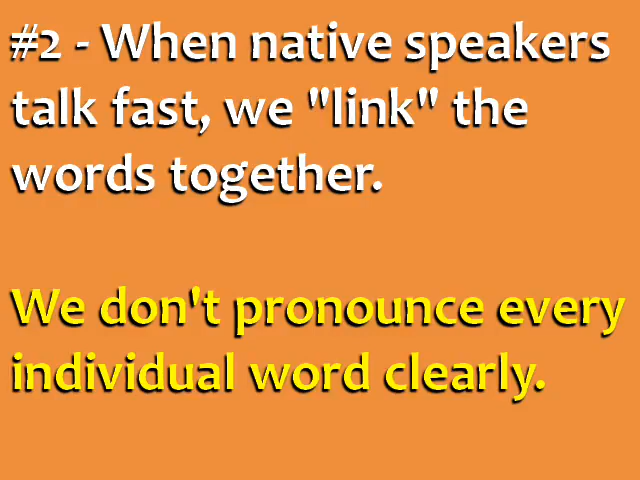 #2 - When native speakers
talk fast, we "link" the
words together.
We don't pronounce every
individual word clearly.